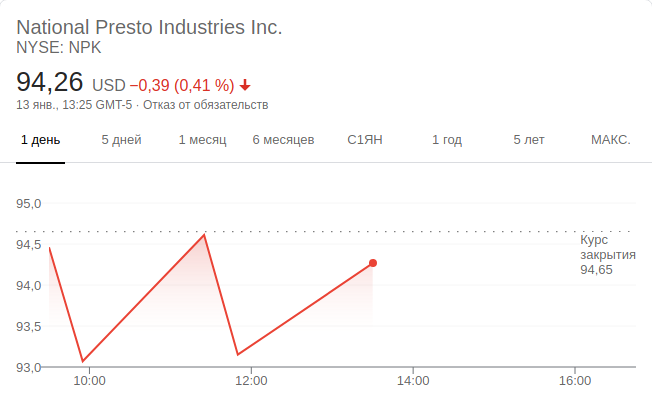 National Presto Industries Inc.
NYSE: NPK
94,26 USD −0,39 (0,41 %)
13 янв., 13:25 GMT-5 · Отказ от обязательств
1 день 5 дней 1 месяц 6 месяцев С1ЯН 1 год 5 лет МАКС.
95,0
94,5
94,0
93,5
93,0
Курс
закрытия
94,65
10:00 12:00 14:00 16:00